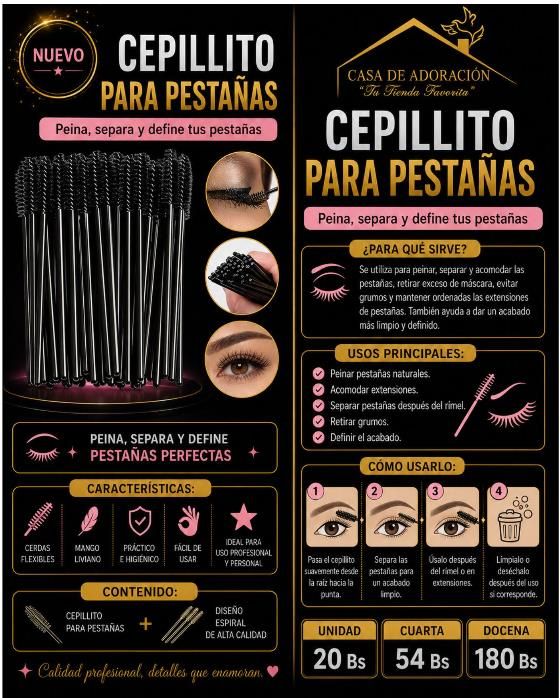 NUEVO
CEPILLITO
PARA PESTAÑAS
Peina, separa y define tus pestañas
PEINA, SEPARA Y DEFINE
PESTAÑAS PERFECTAS
CARACTERÍSTICAS:
CERDAS
FLEXIBLES
MANGO
LIVIANO
PRÁCTICO
E HIGIÉNICO
FÁCIL DE
USAR
IDEAL PARA
USO PROFESIONAL
Y PERSONAL
CONTENIDO:
CEPILLITO
PARA PESTAÑAS
+
DISEÑO
ESPIRAL
DE ALTA CALIDAD
Calidad profesional, detalles que enamoran.
CASA DE ADORACIÓN
"Tu Tienda Favorita"
CEPILLITO
PARA PESTAÑAS
Peina, separa y define tus pestañas
¿PARA QUÉ SIRVE?
Se utiliza para peinar, separar y acomodar las
pestañas, retirar exceso de máscara, evitar
grumos y mantener ordenadas las extensiones
de pestañas. También ayuda a dar un acabado
más limpio y definido.
USOS PRINCIPALES:
Peinar pestañas naturales.
Acomodar extensiones.
Separar pestañas después del rímel.
Retirar grumos.
Definir el acabado.
CÓMO USARLO:
1
Pasa el cepillito
suavemente desde
la raíz hacia la
punta.
2
Separa las
pestañas para
un acabado
limpio.
3
Úsalo después
del rímel o en
extensiones.
4
Límpialo o
deséchalo
después del uso
si corresponde.
UNIDAD
20 Bs
CUARTA
54 Bs
DOCENA
180 Bs